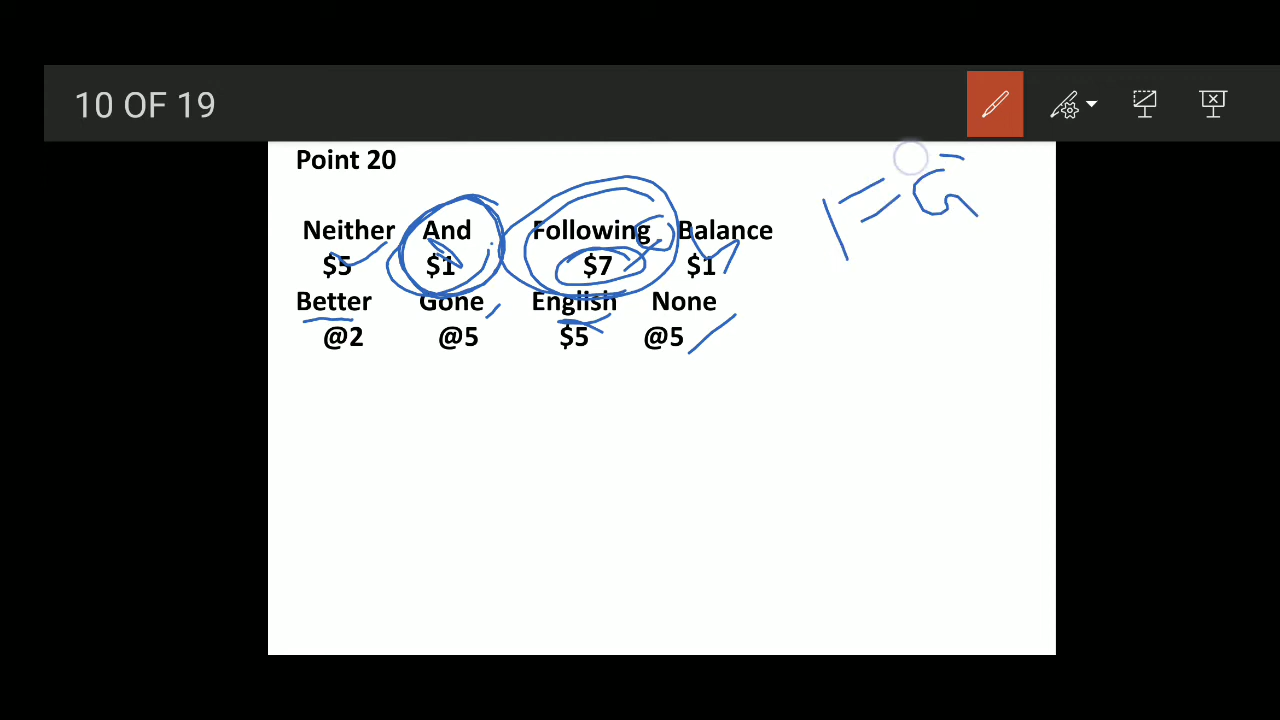 10 OF 19
Point 20
Neither And Following Balance
$5 $1 $7 $1
Better Gone English None
@2 @5 $5 @5